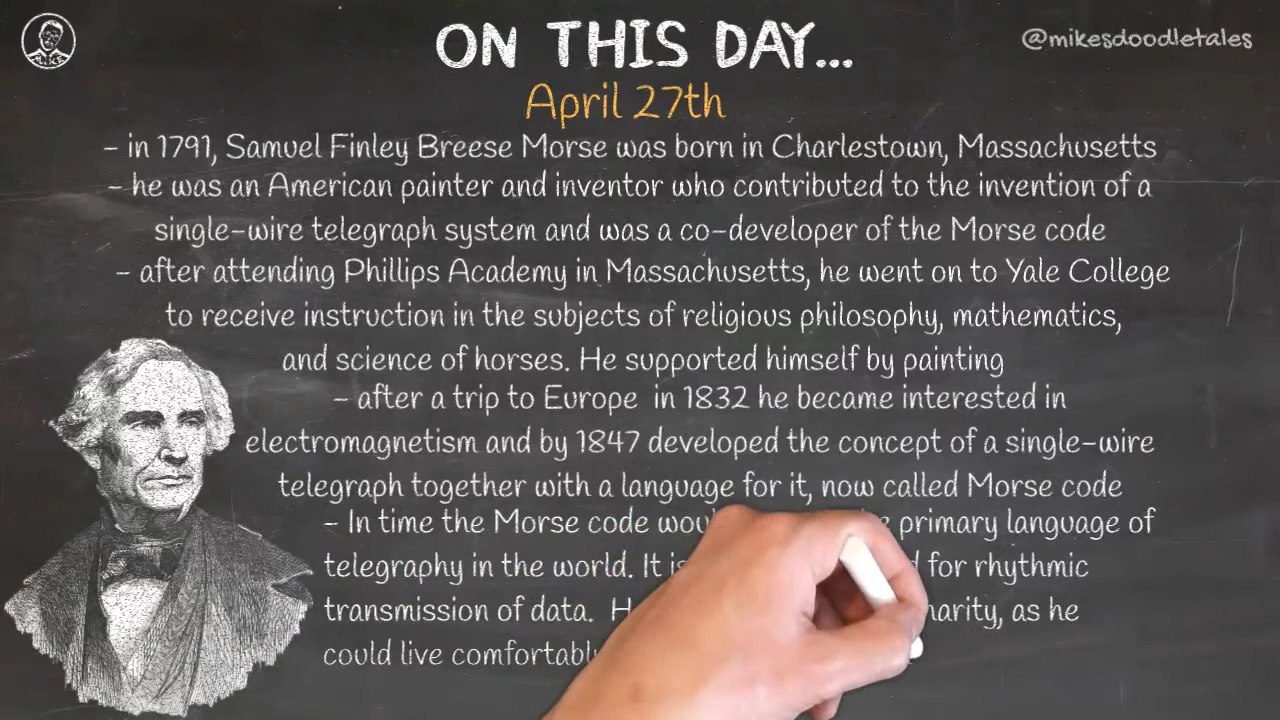 ON THIS DAY...
@mikesdoodletales
MIKE
April 27th
- in 1791, Samuel Finley Breese Morse was born in Charlestown, Massachusetts
- he was an American painter and inventor who contributed to the invention of a
single-wire telegraph system and was a co-developer of the Morse code
- after attending Phillips Academy in Massachusetts, he went on to Yale College
to receive instruction in the subjects of religious philosophy, mathematics,
and science of horses. He supported himself by painting
- after a trip to Europe in 1832 he became interested in
electromagnetism and by 1847 developed the concept of a single-wire
telegraph together with a language for it, now called Morse code
- In time the Morse code primary language of
telegraphy in the world. It is for rhythmic
transmission of data. as he
could live